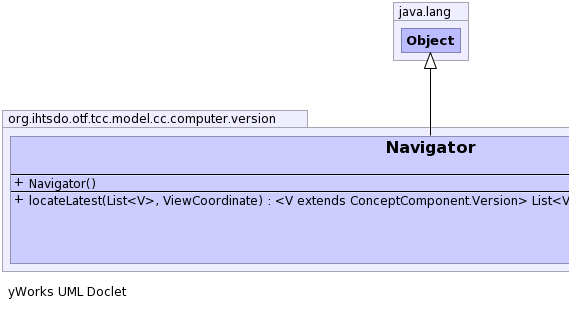 java.lang
Object
org.ihtsdo.otf.tcc.model.cc.computer.version
Navigator
+ Navigator()
+ locateLatest(List<V>, ViewCoordinate) : <V extends ConceptComponent.Version> List<V
yWorks UML Doclet